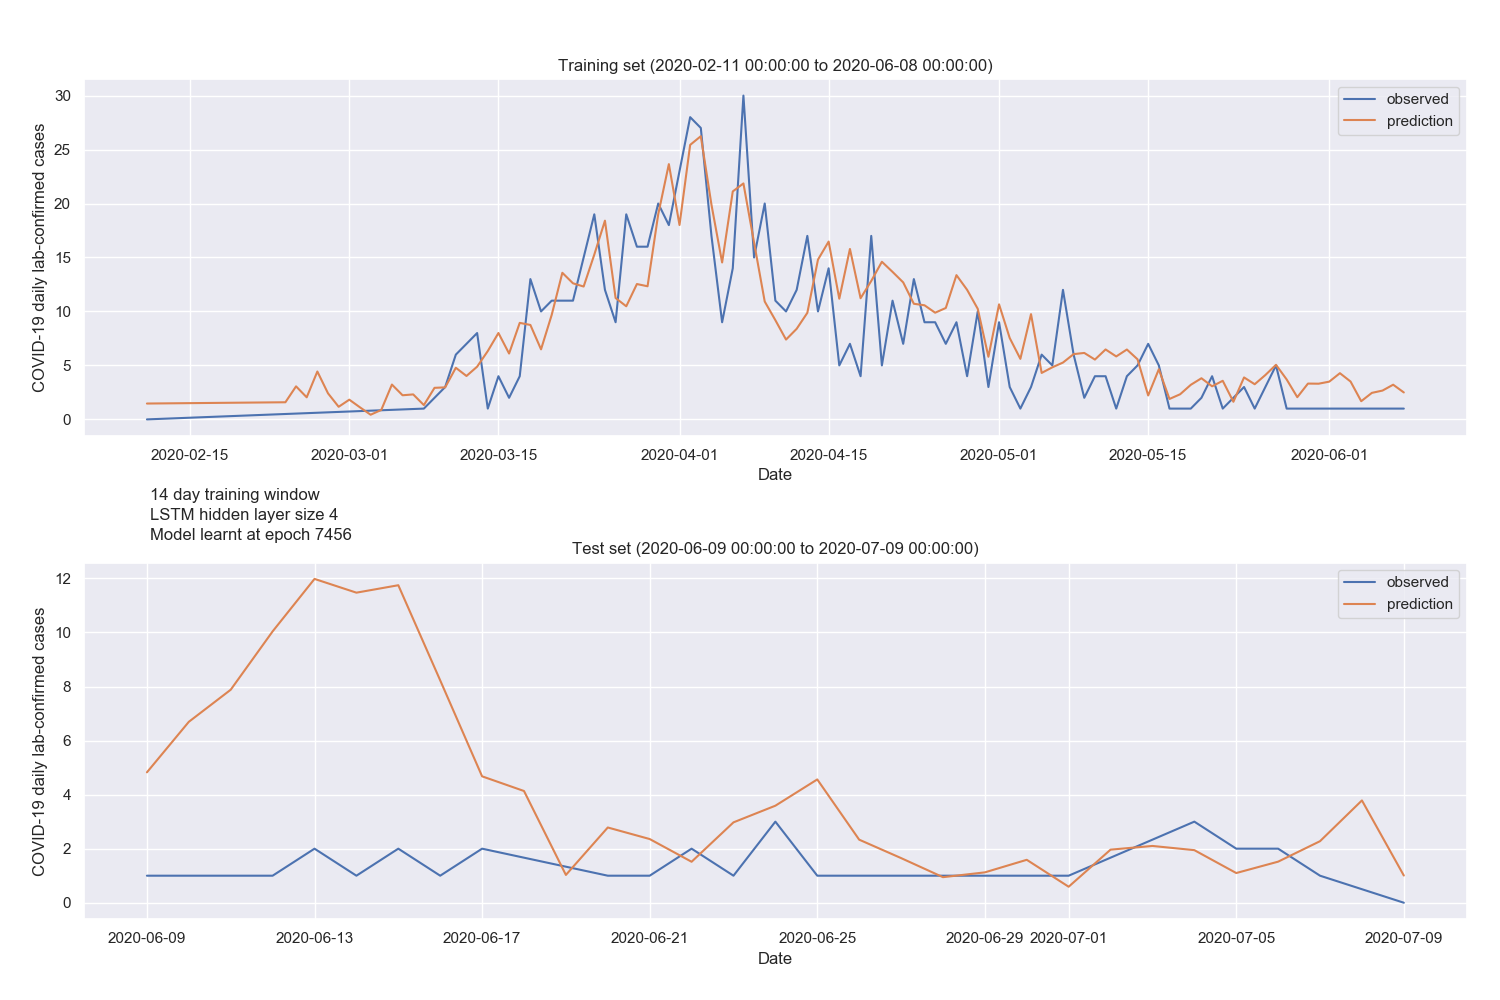 Training set (2020-02-11 00:00:00 to 2020-06-08 00:00:00)
COVID-19 daily lab-confirmed cases
30
25
20
15
10
5
0
observed
prediction
2020-02-15 2020-03-01 2020-03-15 2020-04-01 2020-04-15 2020-05-01 2020-05-15 2020-06-01
Date
14 day training window
LSTM hidden layer size 4
Model learnt at epoch 7456
Test set (2020-06-09 00:00:00 to 2020-07-09 00:00:00)
COVID-19 daily lab-confirmed cases
12
10
8
6
4
2
0
observed
prediction
2020-06-09 2020-06-13 2020-06-17 2020-06-21 2020-06-25 2020-06-29 2020-07-01 2020-07-05 2020-07-09
Date